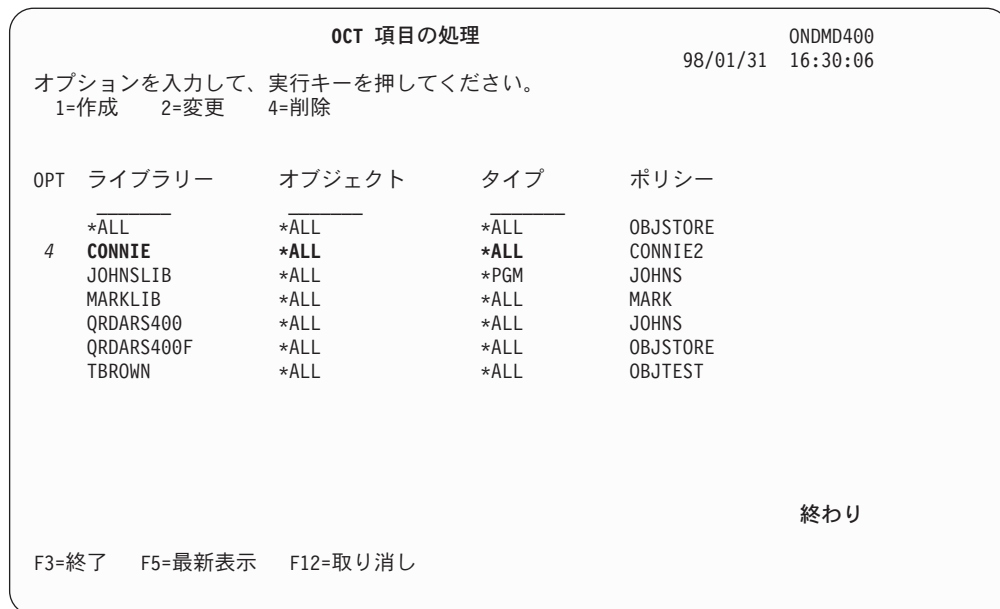 OCT 項目の処理 ONDMD400
98/01/31 16:30:06
オプションを入力して、実行キーを押してください。
1=作成 2=変更 4=削除
OPT ライブラリー オブジェクト タイプ ポリシー
_______ _______ _______
*ALL *ALL *ALL OBJSTORE
4 CONNIE *ALL *ALL CONNIE2
JOHNSLIB *ALL *PGM JOHNS
MARKLIB *ALL *ALL MARK
QRDARS400 *ALL *ALL JOHNS
QRDARS400F *ALL *ALL OBJSTORE
TBROWN *ALL *ALL OBJTEST
終わり
F3=終了 F5=最新表示 F12=取り消し